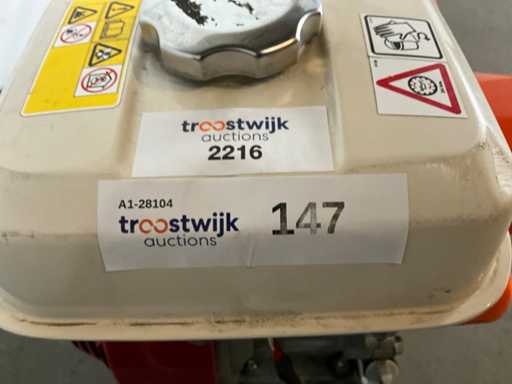 troostwijk
auctions
2216
A1-28104
troostwijk
auctions
147